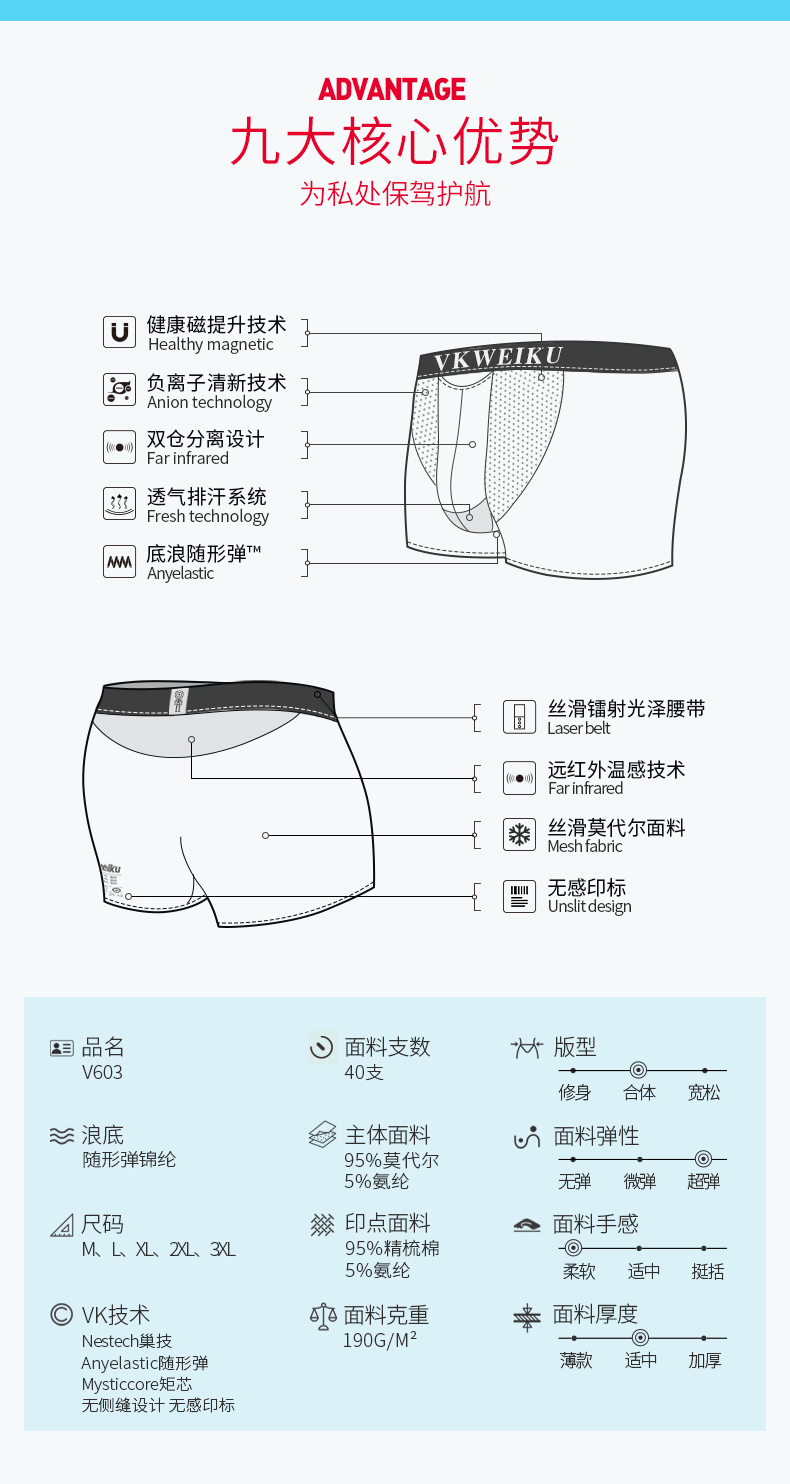 ADVANTAGE
九大核心优势
为私处保驾护航
健康磁提升技术
Healthy magnetic
负离子清新技术
Anion technology
双仓分离设计
Far infrared
透气排汗系统
Fresh technology
底浪随形弹™
Anyelastic
VKWEIKU
丝滑镭射光泽腰带
Laser belt
远红外温感技术
Far infrared
丝滑莫代尔面料
Mesh fabric
无感印标
Unslit design
eiku
品名
V603
浪底
随形弹锦纶
尺码
M、L、XL、2XL、3XL
VK技术
Nestech巢技
Anyelastic随形弹
Mysticcore矩芯
无侧缝设计 无感印标
面料支数
40支
主体面料
95%莫代尔
5%氨纶
印点面料
95%精梳棉
5%氨纶
面料克重
190G/M²
版型
修身 合体 宽松
面料弹性
无弹 微弹 超弹
面料手感
柔软 适中 挺括
面料厚度
薄款 适中 加厚